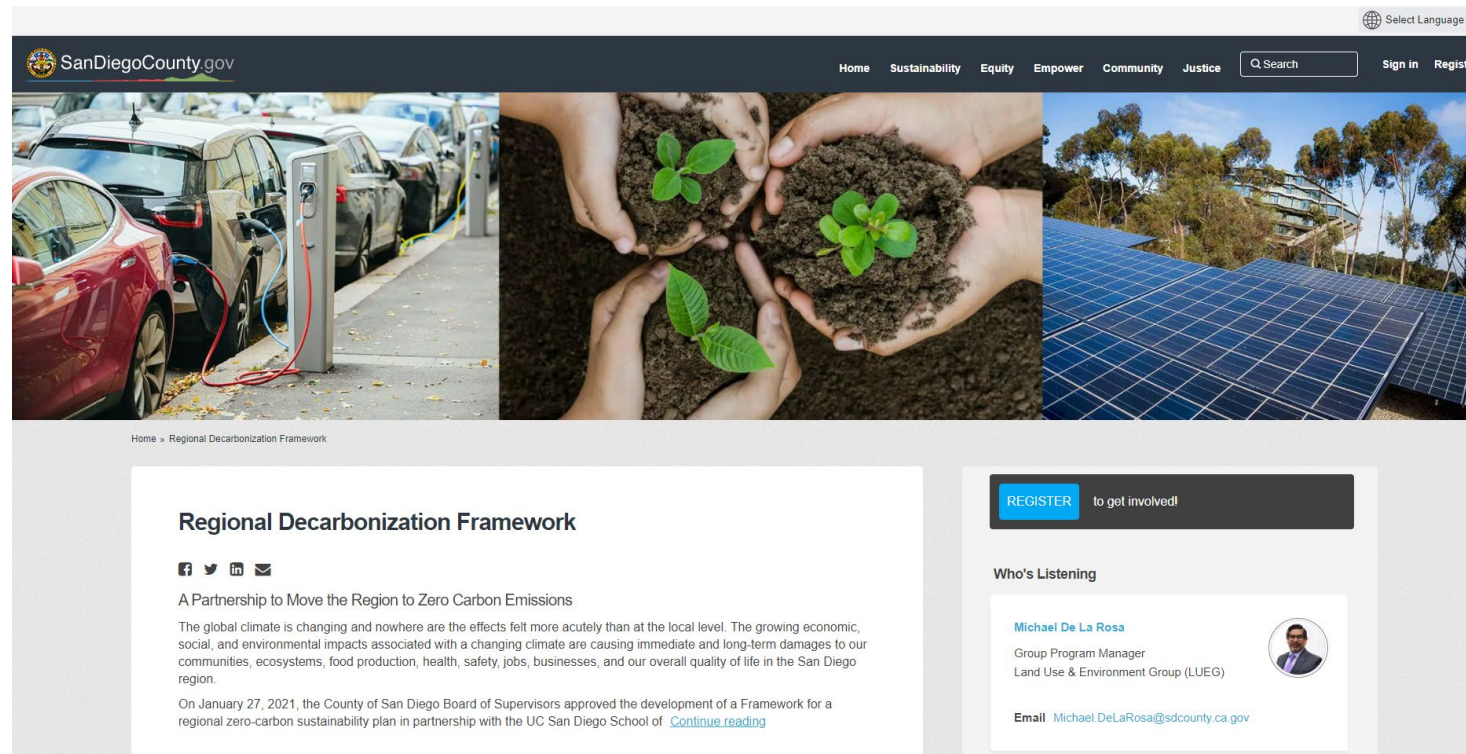 Select Language
SanDiegoCounty.gov
Home Sustainability Equity Empower Community Justice Search Sign in Regist
Home » Regional Decarbonization Framework
Regional Decarbonization Framework
A Partnership to Move the Region to Zero Carbon Emissions
The global climate is changing and nowhere are the effects felt more acutely than at the local level. The growing economic,
social, and environmental impacts associated with a changing climate are causing immediate and long-term damages to our
communities, ecosystems, food production, health, safety, jobs, businesses, and our overall quality of life in the San Diego
region.
On January 27, 2021, the County of San Diego Board of Supervisors approved the development of a Framework for a
regional zero-carbon sustainability plan in partnership with the UC San Diego School of Continue reading
REGISTER to get involved!
Who's Listening
Michael De La Rosa
Group Program Manager
Land Use & Environment Group (LUEG)
Email Michael.DeLaRosa@sdcounty.ca.gov